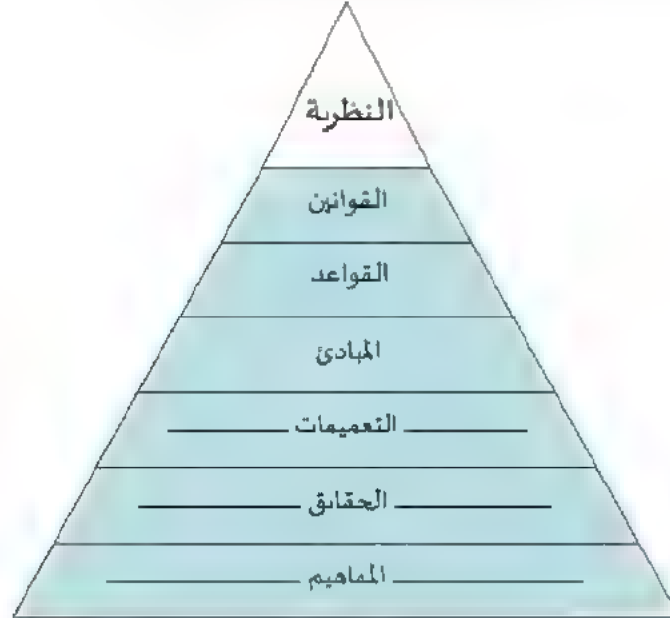 النظرية
القوانين
القواعد
المبادئ
التعميمات
الحقائق
المفاهيم